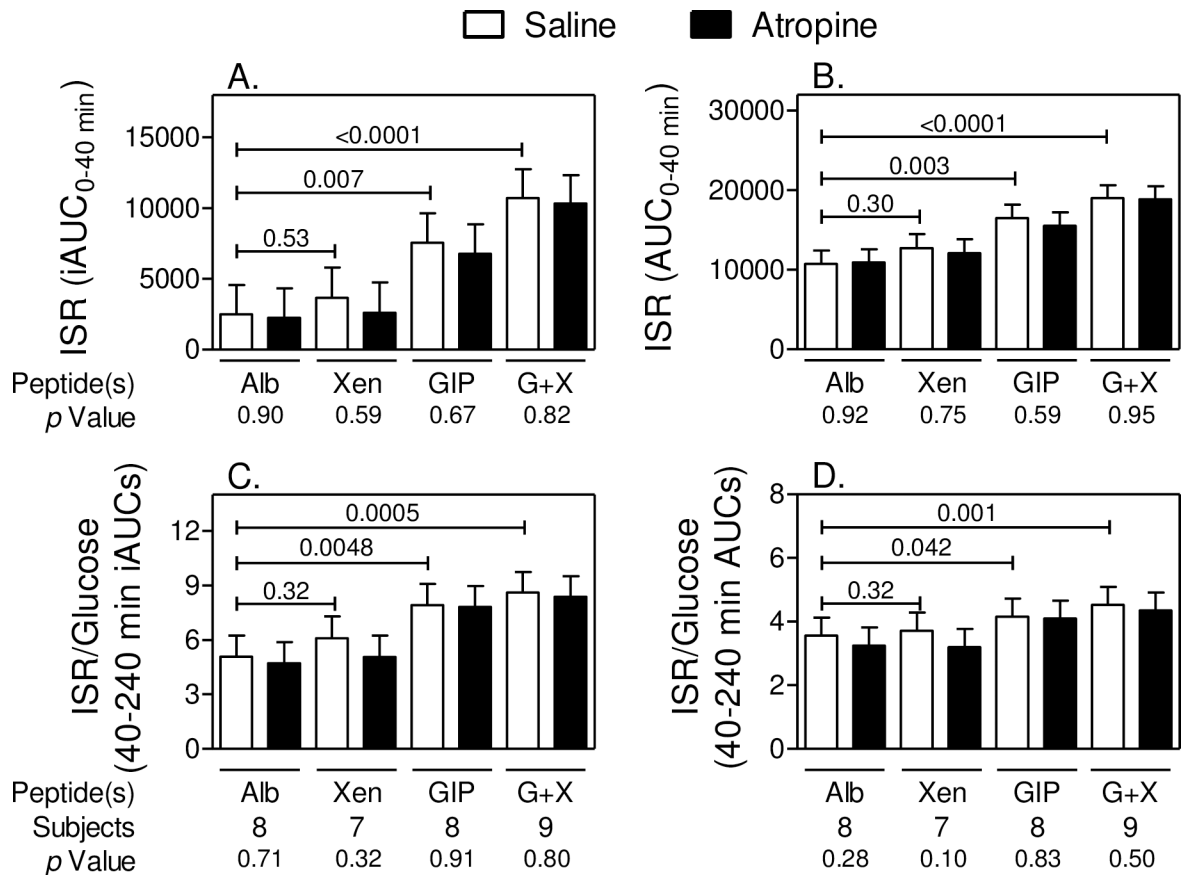 Saline Atropine
A. B.
ISR (iAUC0-40 min)
15000
10000
5000
0
<0.0001
0.007
0.53
ISR (AUC0-40 min)
30000
20000
10000
0
<0.0001
0.003
0.30
Peptide(s) Alb Xen GIP G+X Alb Xen GIP G+X
p Value 0.90 0.59 0.67 0.82 0.92 0.75 0.59 0.95
C. D.
ISR/Glucose
(40-240 min iAUCs)
12
9
6
3
0
0.0005
0.0048
0.32
ISR/Glucose
(40-240 min AUCs)
8
6
4
2
0
0.001
0.042
0.32
Peptide(s) Alb Xen GIP G+X Alb Xen GIP G+X
Subjects 8 7 8 9 8 7 8 9
p Value 0.71 0.32 0.91 0.80 0.28 0.10 0.83 0.50